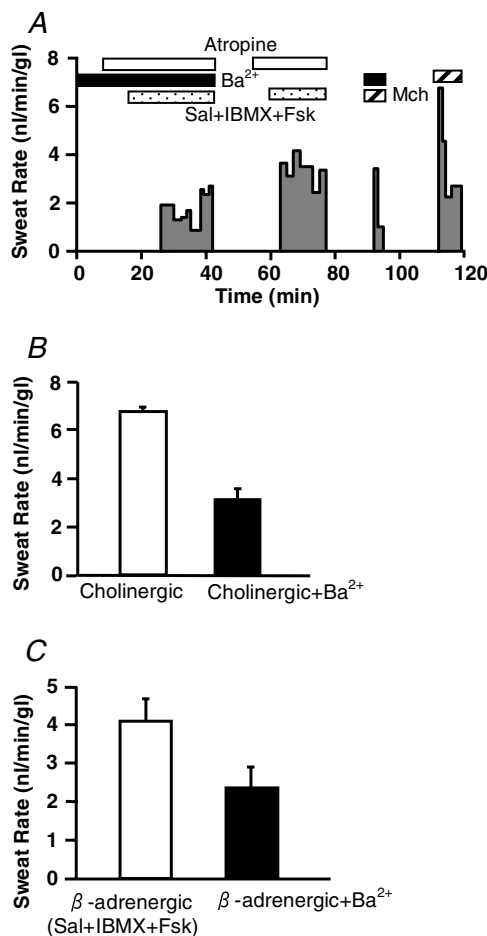 A
Atropine
Ba²⁺
Mch
Sal+IBMX+Fsk
Sweat Rate (nl/min/gl)
8
6
4
2
0
0 20 40 60 80 100 120
Time (min)
B
Sweat Rate (nl/min/gl)
8
6
4
2
0
Cholinergic Cholinergic+Ba²⁺
C
Sweat Rate (nl/min/gl)
5
4
3
2
1
0
β -adrenergic β -adrenergic+Ba²⁺
(Sal+IBMX+Fsk)